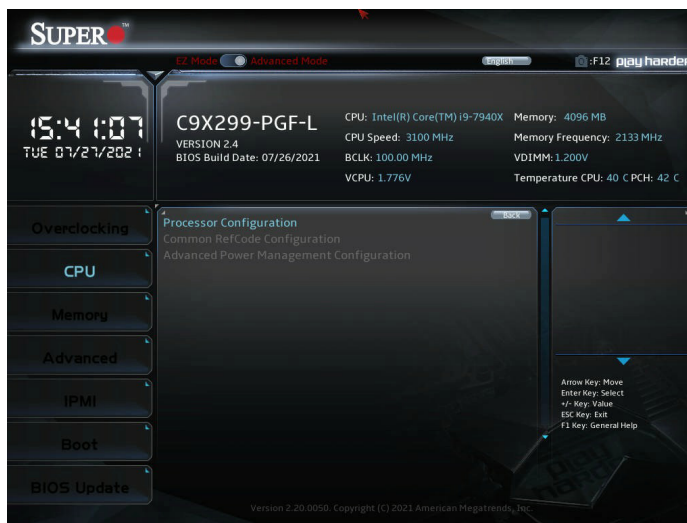 SUPER
TM
EZ Mode Advanced Mode
English
:F12 play harder
15:41:07
TUE 07/27/2021
C9X299-PGF-L
VERSION 2.4
BIOS Build Date: 07/26/2021
CPU: Intel(R) Core(TM) i9-7940X
CPU Speed: 3100 MHz
BCLK: 100.00 MHz
VCPU: 1.776V
Memory: 4096 MB
Memory Frequency: 2133 MHz
VDIMM:1.200V
Temperature CPU: 40 C PCH: 42 C
Overclocking
CPU
Memory
Advanced
IPMI
Boot
BIOS Update
Back
Processor Configuration
Common RefCode Configuration
Advanced Power Management Configuration
Arrow Key: Move
Enter Key: Select
+/- Key: Value
ESC Key: Exit
F1 Key: General Help
play
harder
Version 2.20.0050. Copyright (C) 2021 American Megatrends, Inc.